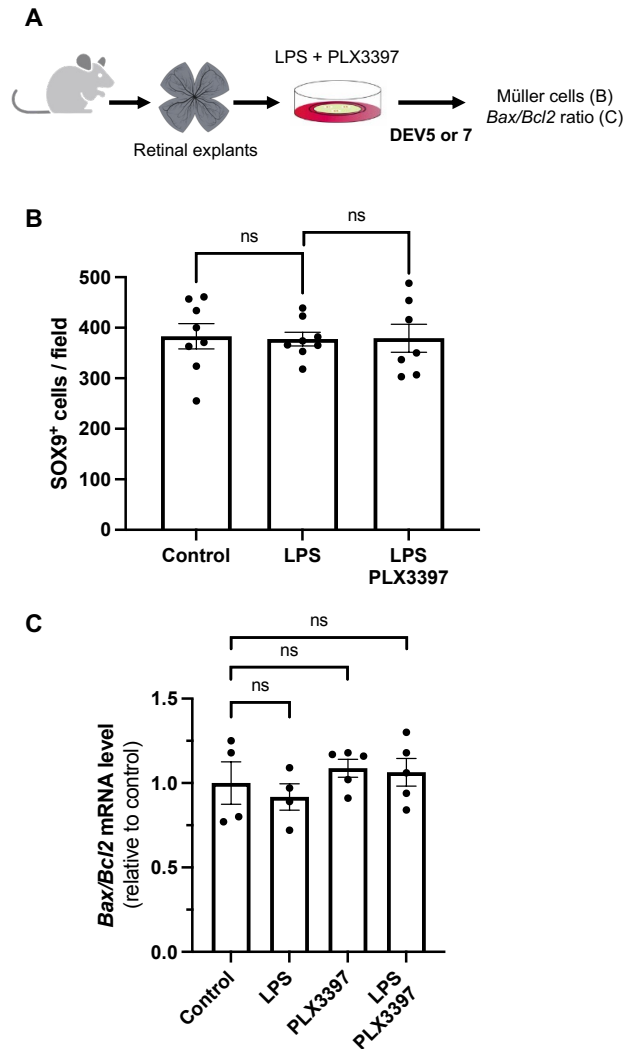 A
LPS + PLX3397
Retinal explants
DEV5 or 7
Müller cells (B)
Bax/Bcl2 ratio (C)
B
ns
ns
SOX9+ cells / field
500
400
300
200
100
0
Control
LPS
LPS
PLX3397
C
ns
ns
ns
Bax/Bcl2 mRNA level
(relative to control)
1.5
1.0
0.5
0.0
Control
LPS
PLX3397
LPS
PLX3397